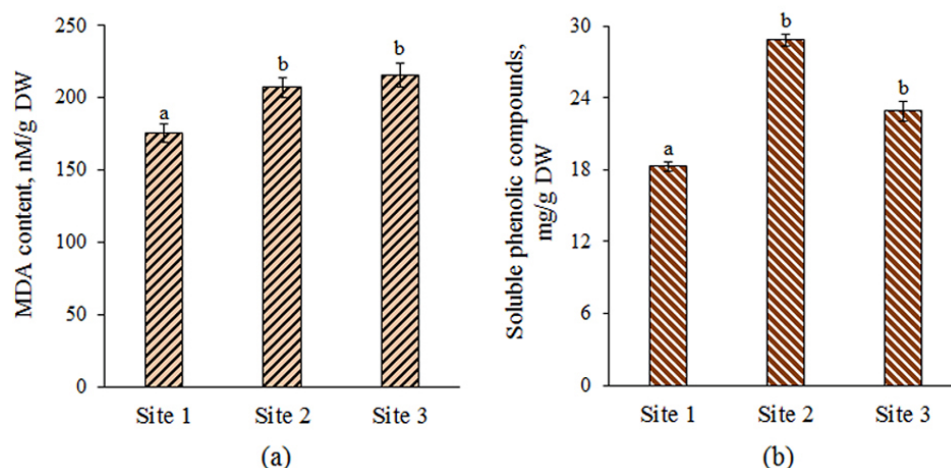 MDA content, nM/g DW
250
200
150
100
50
0
a
b
b
Site 1
Site 2
Site 3
(a)
Soluble phenolic compounds,
mg/g DW
30
24
18
12
6
0
a
b
b
Site 1
Site 2
Site 3
(b)